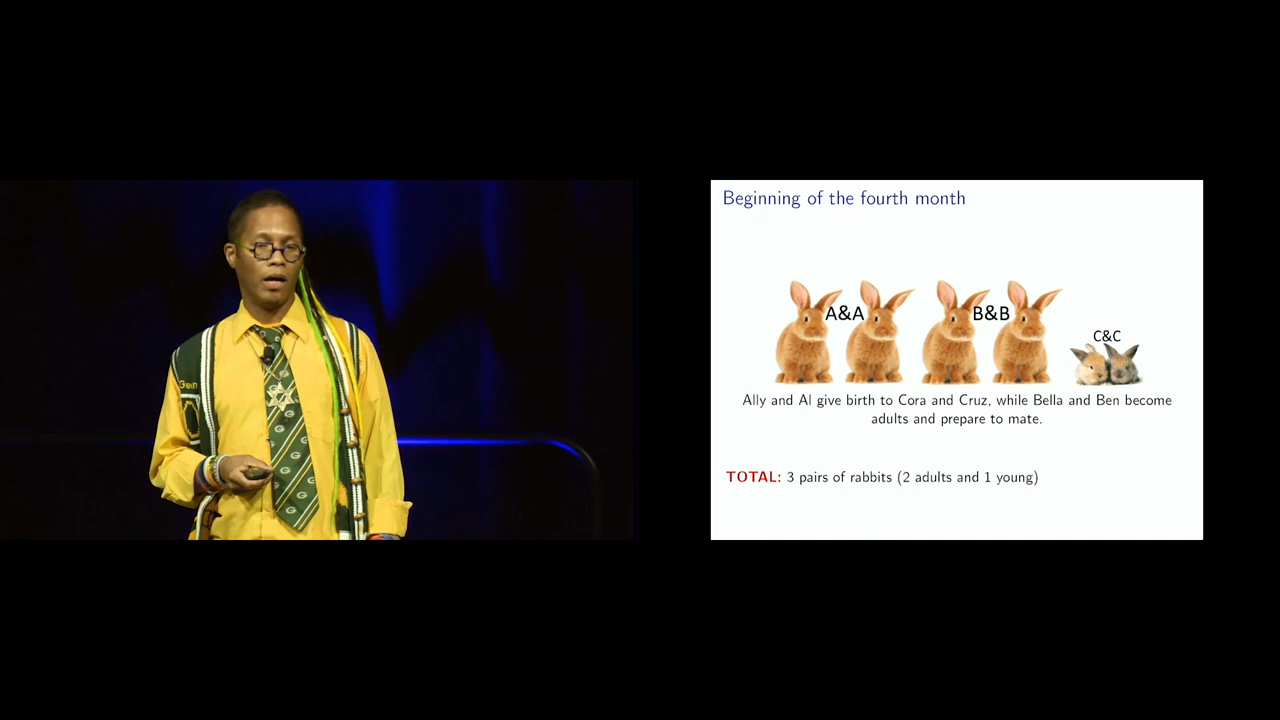 Beginning of the fourth month
A&A
B&B
C&C
Ally and Al give birth to Cora and Cruz, while Bella and Ben become
adults and prepare to mate.
TOTAL: 3 pairs of rabbits (2 adults and 1 young)
G